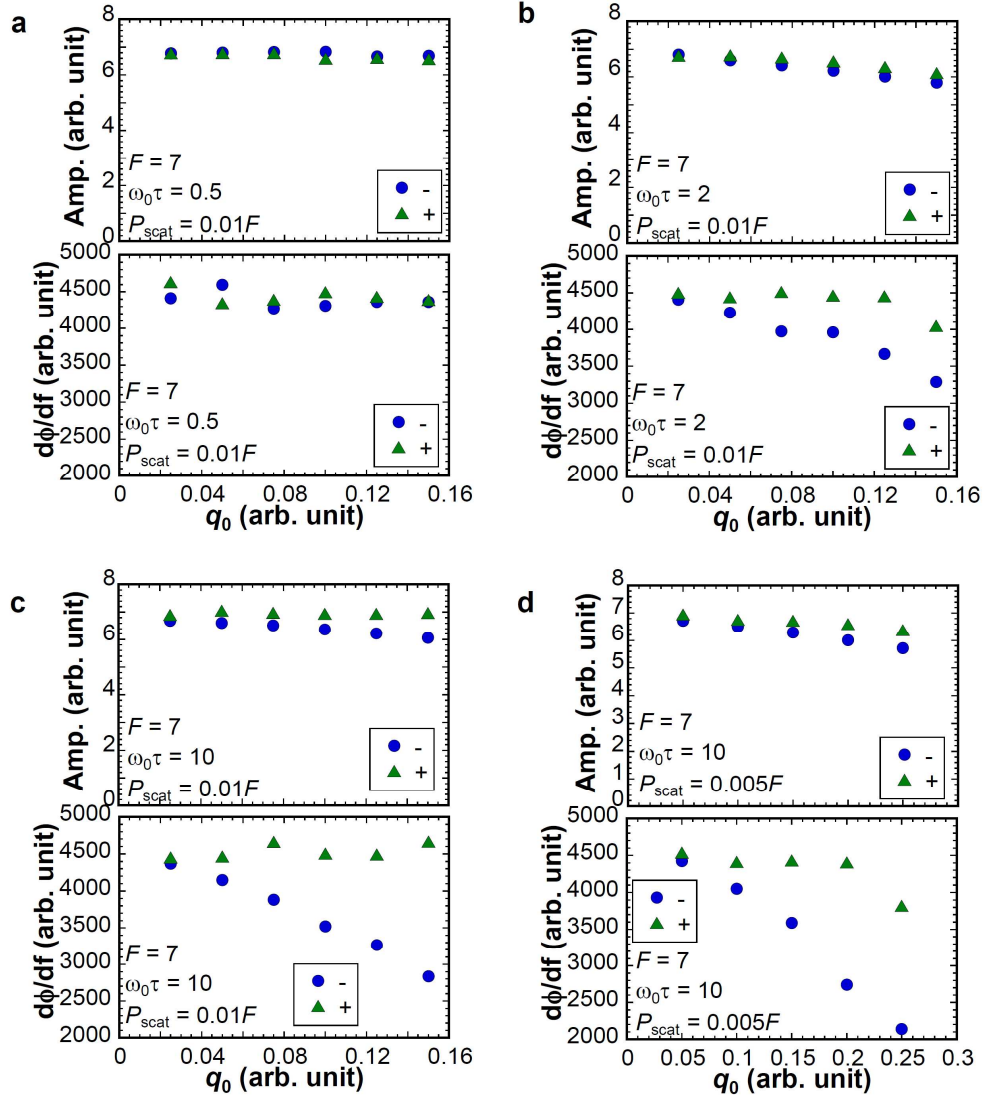 a
Amp. (arb. unit)
8
6
4
2
0
F = 7
ω₀τ = 0.5
P_scat = 0.01F
-
+
dϕ/df (arb. unit)
5000
4500
4000
3500
3000
2500
2000
F = 7
ω₀τ = 0.5
P_scat = 0.01F
-
+
0 0.04 0.08 0.12 0.16
q₀ (arb. unit)
b
Amp. (arb. unit)
8
6
4
2
0
F = 7
ω₀τ = 2
P_scat = 0.01F
-
+
dϕ/df (arb. unit)
5000
4500
4000
3500
3000
2500
2000
F = 7
ω₀τ = 2
P_scat = 0.01F
-
+
0 0.04 0.08 0.12 0.16
q₀ (arb. unit)
c
Amp. (arb. unit)
8
6
4
2
0
F = 7
ω₀τ = 10
P_scat = 0.01F
-
+
dϕ/df (arb. unit)
5000
4500
4000
3500
3000
2500
2000
F = 7
ω₀τ = 10
P_scat = 0.01F
-
+
0 0.04 0.08 0.12 0.16
q₀ (arb. unit)
d
Amp. (arb. unit)
8
7
6
5
4
3
2
1
0
F = 7
ω₀τ = 10
P_scat = 0.005F
-
+
dϕ/df (arb. unit)
5000
4500
4000
3500
3000
2500
2000
-
+
F = 7
ω₀τ = 10
P_scat = 0.005F
0 0.05 0.1 0.15 0.2 0.25 0.3
q₀ (arb. unit)